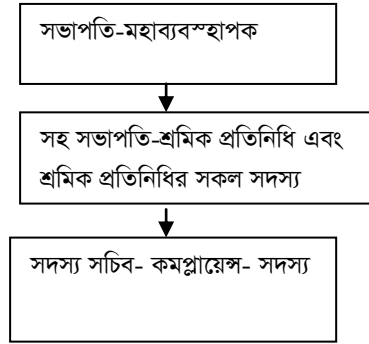 সভাপতি-মহাব্যবস্হাপক
সহ সভাপতি-শ্রমিক প্রতিনিধি এবং
শ্রমিক প্রতিনিধির সকল সদস্য
সদস্য সচিব- কমপ্লায়েন্স- সদস্য